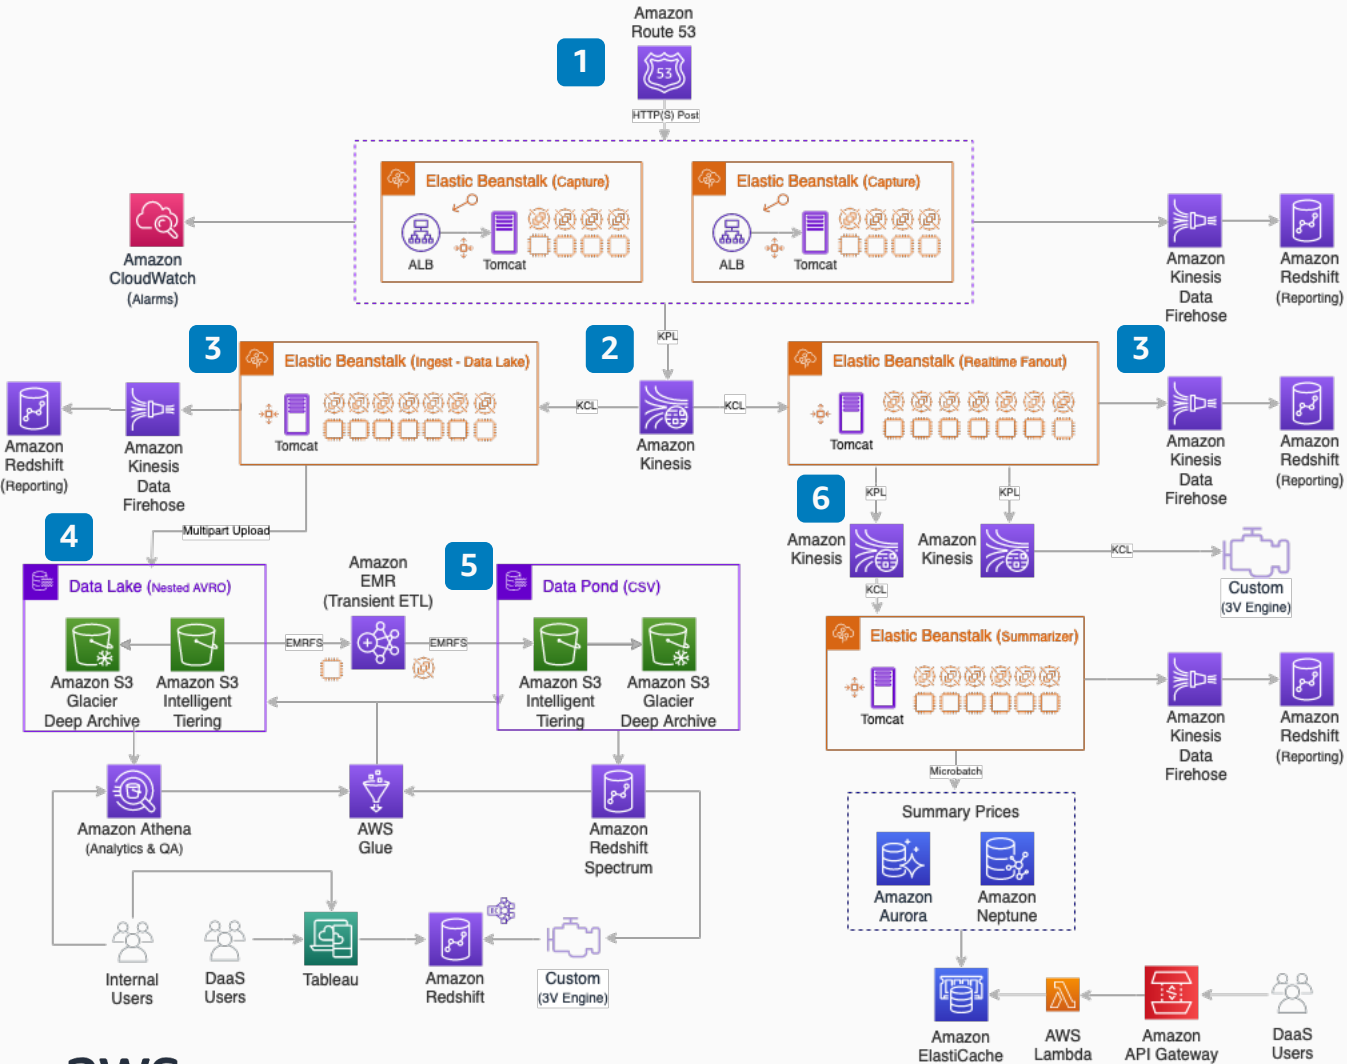 Amazon
Route 53
1
53
HTTP(S) Post
Elastic Beanstalk (Capture)
ALB
Tomcat
Elastic Beanstalk (Capture)
ALB
Tomcat
Amazon
CloudWatch
(Alarms)
Amazon
Kinesis
Data
Firehose
Amazon
Redshift
(Reporting)
KPL
2
3
Elastic Beanstalk (Ingest - Data Lake)
Tomcat
KCL
Amazon
Kinesis
KCL
Elastic Beanstalk (Realtime Fanout)
Tomcat
3
Amazon
Redshift
(Reporting)
Amazon
Kinesis
Data
Firehose
Amazon
Kinesis
Data
Firehose
Amazon
Redshift
(Reporting)
KPL
KPL
6
Amazon
Kinesis
Amazon
Kinesis
KCL
Custom
(3V Engine)
KCL
Multipart Upload
4
Data Lake (Nested AVRO)
Amazon S3
Glacier
Deep Archive
Amazon S3
Intelligent
Tiering
Amazon
EMR
(Transient ETL)
EMRFS
EMRFS
5
Data Pond (CSV)
Amazon S3
Intelligent
Tiering
Amazon S3
Glacier
Deep Archive
Elastic Beanstalk (Summarizer)
Tomcat
Amazon
Kinesis
Data
Firehose
Amazon
Redshift
(Reporting)
Microbatch
Amazon Athena
(Analytics & QA)
AWS
Glue
Amazon
Redshift
Spectrum
Summary Prices
Amazon
Aurora
Amazon
Neptune
Internal
Users
DaaS
Users
Tableau
Amazon
Redshift
Custom
(3V Engine)
Amazon
ElastiCache
AWS
Lambda
Amazon
API Gateway
DaaS
Users
aws